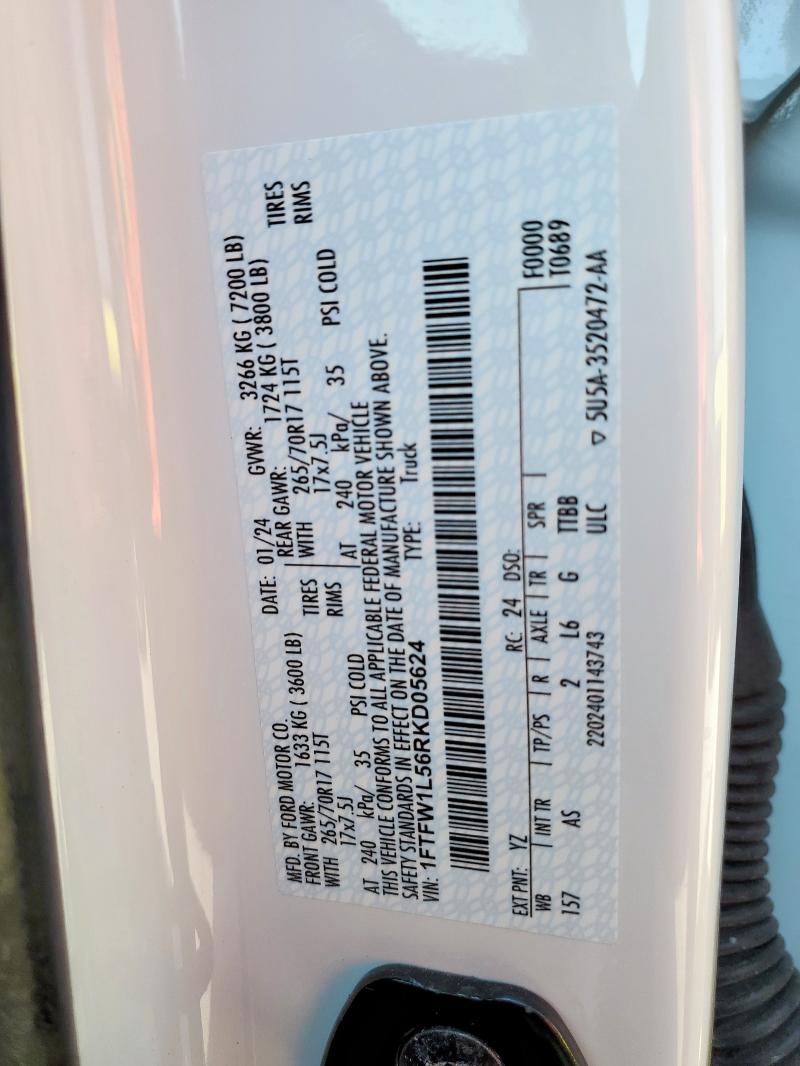 MFD. BY FORD MOTOR CO.
DATE: 01/24 GVWR: 3266 KG ( 7200 LB)
FRONT GAWR: 1633 KG ( 3600 LB) REAR GAWR: 1724 KG ( 3800 LB)
WITH 265/70R17 115T TIRES WITH 265/70R17 115T TIRES
17x7.5J RIMS 17x7.5J RIMS
AT 240 kPa/ 35 PSI COLD AT 240 kPa/ 35 PSI COLD
THIS VEHICLE CONFORMS TO ALL APPLICABLE FEDERAL MOTOR VEHICLE
SAFETY STANDARDS IN EFFECT ON THE DATE OF MANUFACTURE SHOWN ABOVE.
VIN: 1FTFW1L56RKD05624 TYPE: Truck
EXT PNT: YZ RC: 24 DSO: F0000
WB INT TR TP/PS R AXLE TR SPR T0689
157 AS 2 L6 G TTBB
2202401143743 ULC 5U5A-3520472-AA